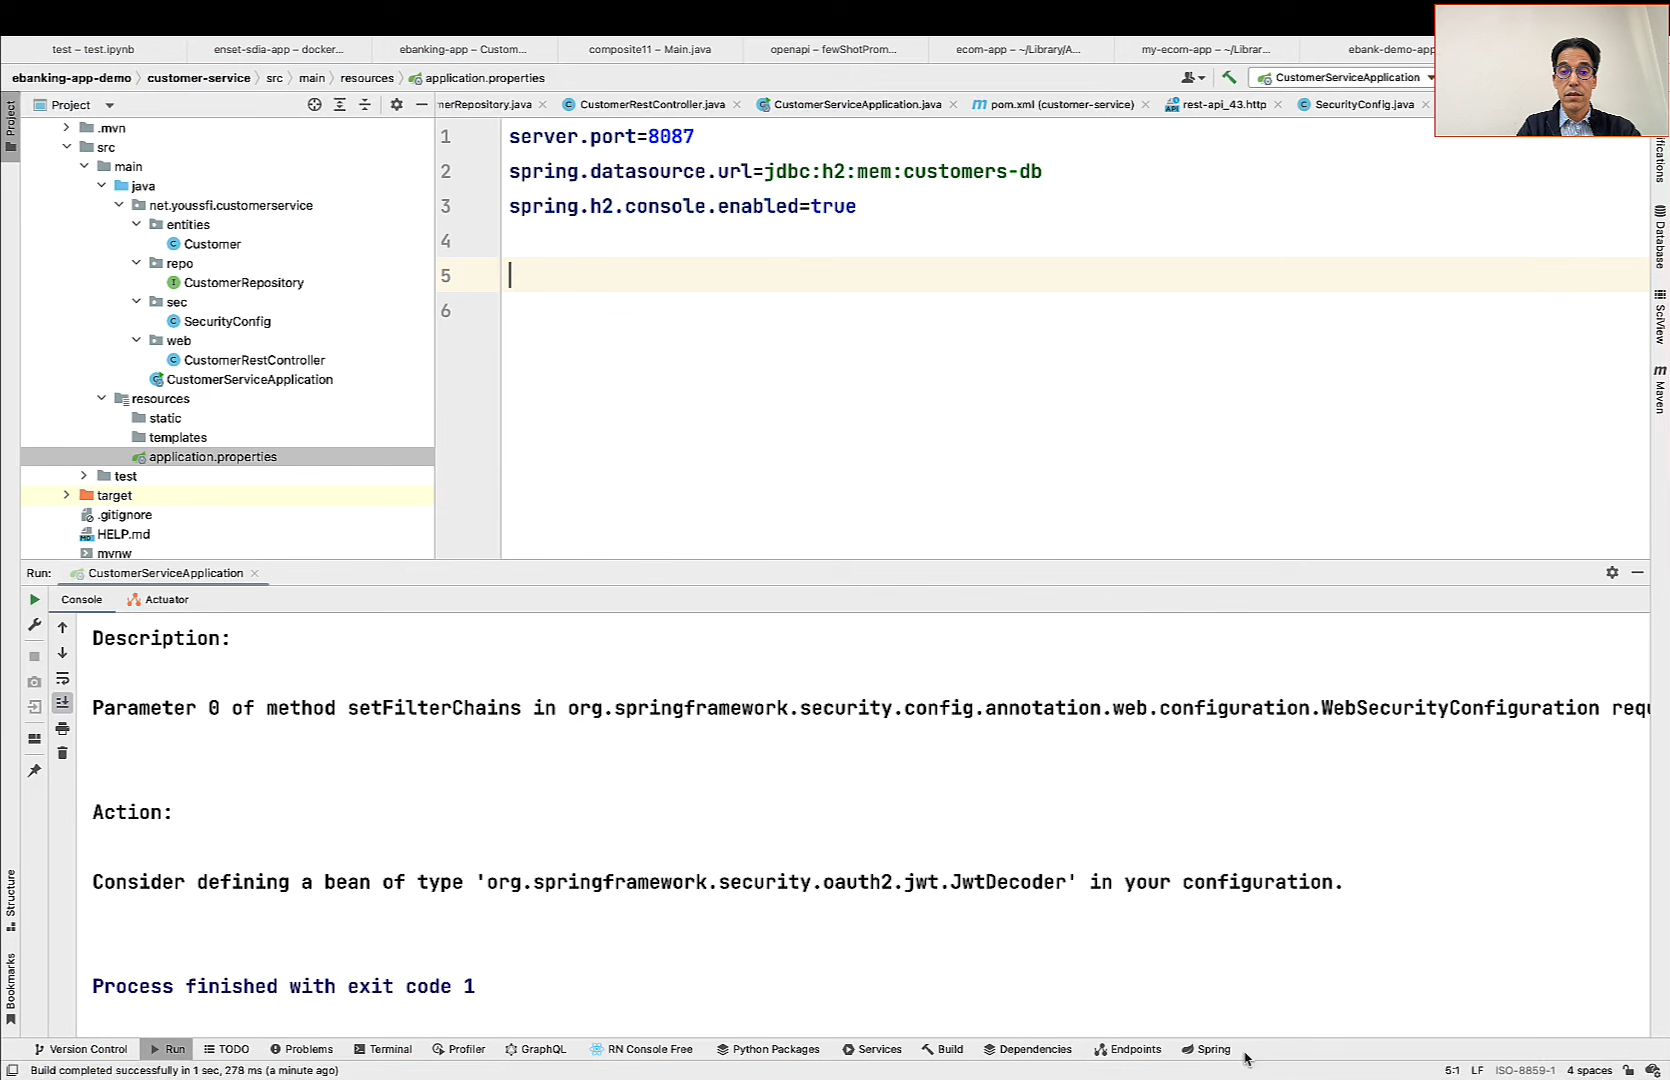 test – test.ipynb
enset-sdia-app – docker...
ebanking-app – Custom...
composite11 – Main.java
openapi – fewShotProm...
ecom-app – ~/Library/A...
my-ecom-app – ~/Librar...
ebank-demo-app
ebanking-app-demo customer-service src main resources application.properties
CustomerServiceApplication
Project
Project
nerRepository.java
CustomerRestController.java
CustomerServiceApplication.java
pom.xml (customer-service)
rest-api_43.http
SecurityConfig.java
.mvn
src
main
java
net.youssfi.customerservice
entities
Customer
repo
CustomerRepository
sec
SecurityConfig
web
CustomerRestController
CustomerServiceApplication
resources
static
templates
application.properties
test
target
.gitignore
HELP.md
mvnw
1 server.port=8087
2 spring.datasource.url=jdbc:h2:mem:customers-db
3 spring.h2.console.enabled=true
4
5
6
Database
SciView
Maven
Run: CustomerServiceApplication
Console Actuator
Description:
Parameter 0 of method setFilterChains in org.springframework.security.config.annotation.web.configuration.WebSecurityConfiguration requ
Action:
Consider defining a bean of type 'org.springframework.security.oauth2.jwt.JwtDecoder' in your configuration.
Process finished with exit code 1
Structure
Bookmarks
Version Control Run TODO Problems Terminal Profiler GraphQL RN Console Free Python Packages Services Build Dependencies Endpoints Spring
Build completed successfully in 1 sec, 278 ms (a minute ago)
5:1 LF ISO-8859-1 4 spaces